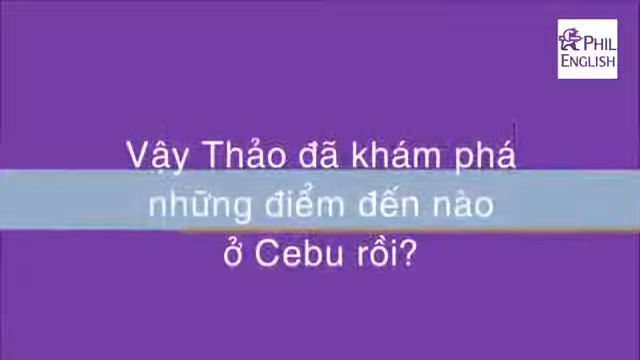 PHIL
ENGLISH
Vậy Thảo đã khám phá
những điểm đến nào
ở Cebu rồi?